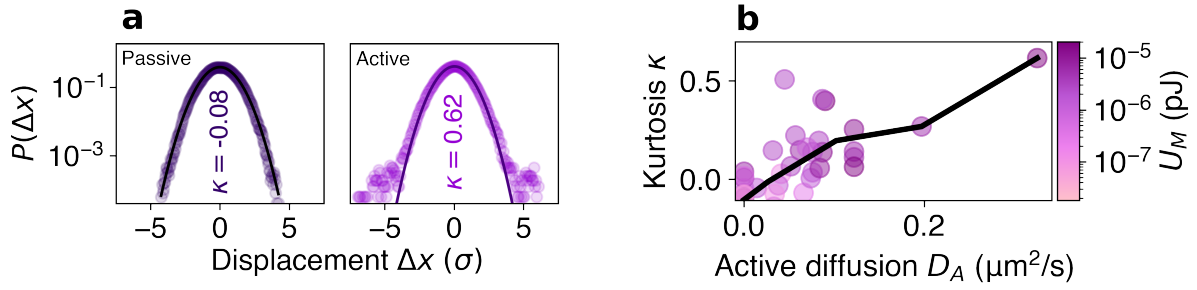 a
Passive
Active
P(Δx)
10⁻¹
10⁻³
κ = -0.08
κ = 0.62
−5
0
5
−5
0
5
Displacement Δx (σ)
b
Kurtosis κ
0.5
0.0
0.0
0.2
Active diffusion D_A (μm²/s)
10⁻⁵
10⁻⁶
10⁻⁷
U_M (pJ)